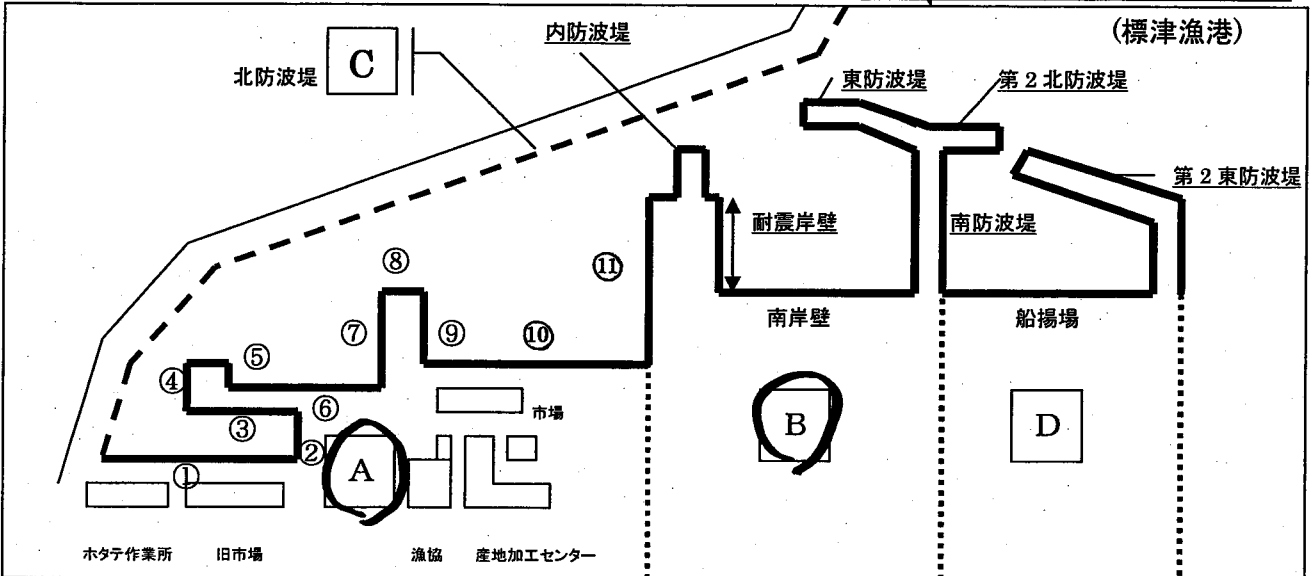 (標津漁港)
内防波堤
北防波堤
C
東防波堤
第2北防波堤
第2東防波堤
耐震岸壁
南防波堤
⑧
⑪
南岸壁
船揚場
⑦
⑨
⑩
⑤
④
⑥
市場
③
②
①
A
B
D
ホタテ作業所
旧市場
漁協
産地加工センター